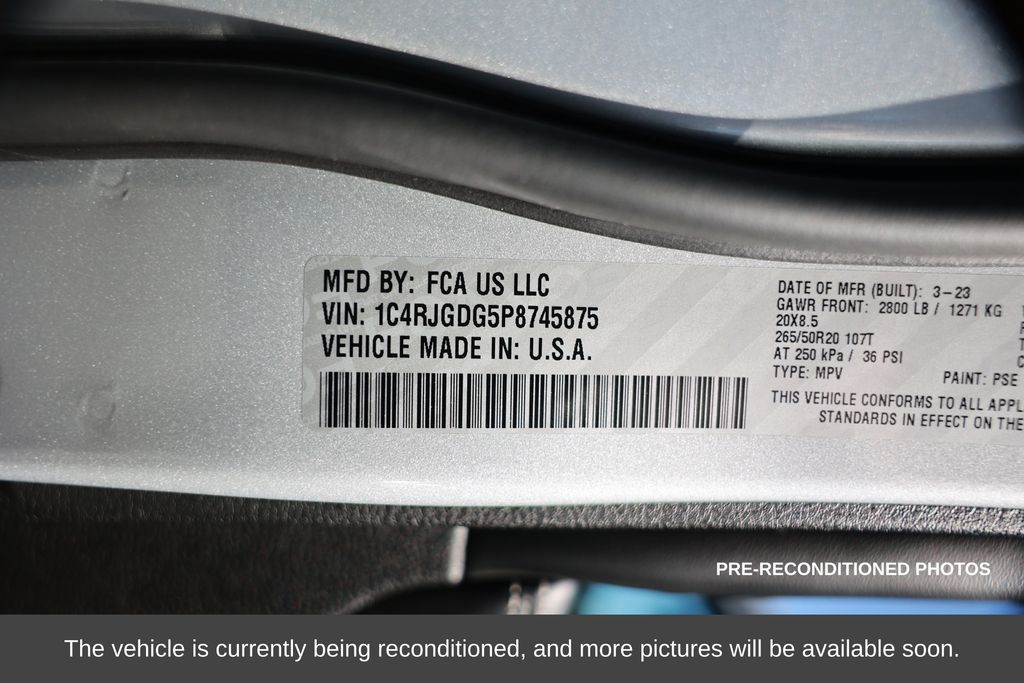 MFD BY: FCA US LLC
VIN: 1C4RJGDG5P8745875
VEHICLE MADE IN: U.S.A.
DATE OF MFR (BUILT): 3-23
GAWR FRONT: 2800 LB / 1271 KG
20X8.5
265/50R20 107T
AT 250 kPa / 36 PSI
TYPE: MPV
PAINT: PSE
THIS VEHICLE CONFORMS TO ALL APPL
STANDARDS IN EFFECT ON THE
PRE-RECONDITIONED PHOTOS
The vehicle is currently being reconditioned, and more pictures will be available soon.